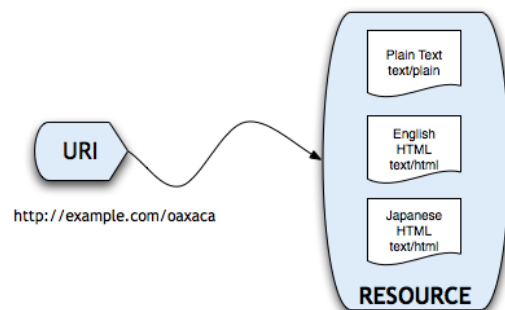 URI
http://example.com/oaxaca
Plain Text
text/plain
English
HTML
text/html
Japanese
HTML
text/html
RESOURCE